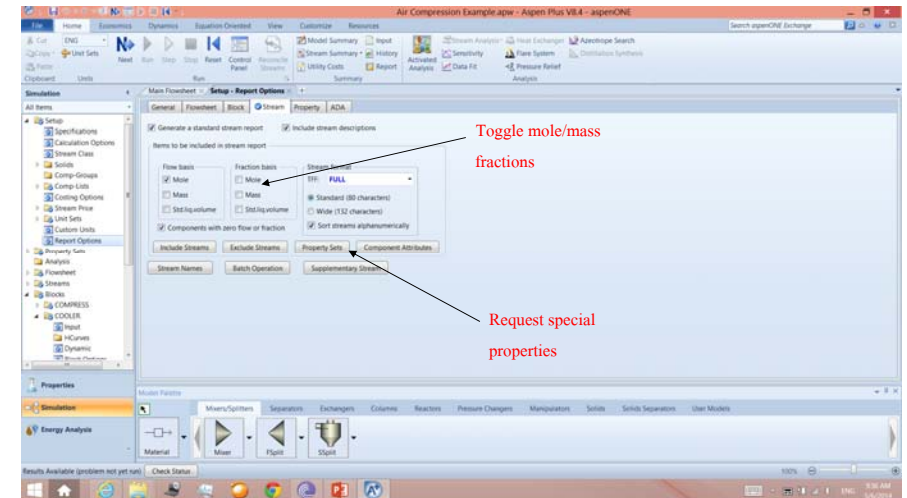 Air Compression Example.apw - Aspen Plus V8.4 - aspenONE
File Home Economics Dynamics Equation Oriented View Customize Resources Search aspenONE Exchange
Cut ENG Model Summary Input Stream Analysis Heat Exchanger Azeotrope Search
Copy Unit Sets Stream Summary History Sensitivity Flare System Distillation Synthesis
Paste Next Run Step Stop Reset Control Panel Reconcile Streams Utility Costs Report Activated Analysis Data Fit Pressure Relief
Clipboard Units Run Summary Analysis
Simulation Main Flowsheet Setup - Report Options
All Items General Flowsheet Block Stream Property ADA
Setup
Specifications
Calculation Options
Stream Class
Solids
Comp-Groups
Comp-Lists
Costing Options
Stream Price
Unit Sets
Custom Units
Report Options
Property Sets
Analysis
Flowsheet
Streams
Blocks
COMPRESS
COOLER
Input
HCurves
Dynamic
Block Options
Generate a standard stream report Include stream descriptions
Items to be included in stream report
Flow basis Fraction basis Stream format
Mole Mole TFF: FULL
Mass Mass Standard (80 characters)
Std.liq.volume Std.liq.volume Wide (132 characters)
Components with zero flow or fraction Sort streams alphanumerically
Include Streams Exclude Streams Property Sets Component Attributes
Stream Names Batch Operation Supplementary Stream
Toggle mole/mass
fractions
Request special
properties
Properties
Simulation
Energy Analysis
Model Palette
Mixers/Splitters Separators Exchangers Columns Reactors Pressure Changers Manipulators Solids Solids Separators User Models
Material Mixer FSplit SSplit
Results Available (problem not yet run) Check Status 100%
ENG 9:36 AM
5/6/2014